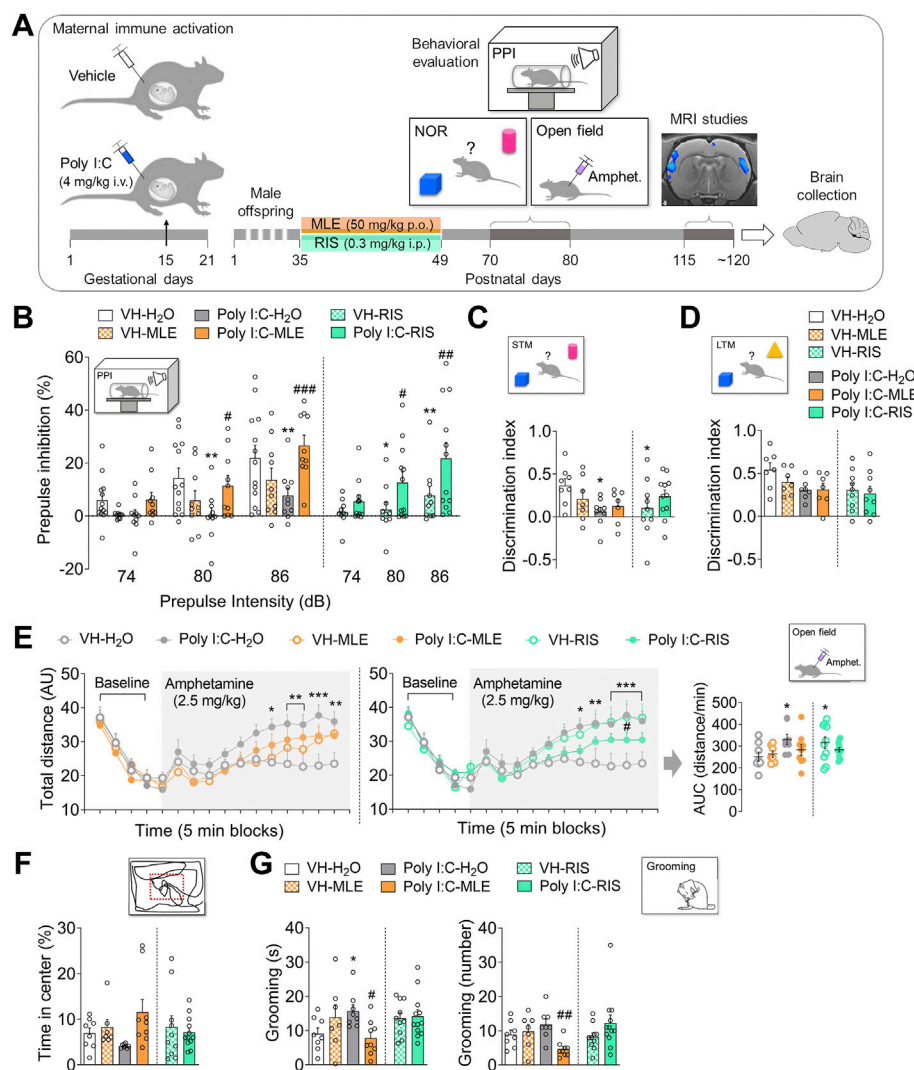 A
Maternal immune activation
Vehicle
Poly I:C
(4 mg/kg i.v.)
Male
offspring
MLE (50 mg/kg p.o.)
RIS (0.3 mg/kg i.p.)
Behavioral
evaluation
PPI
NOR
?
Open field
Amphet.
MRI studies
Brain
collection
1 15 21 1 35 49 70 80 115 ~120
Gestational days Postnatal days
B
VH-H₂O Poly I:C-H₂O VH-RIS
VH-MLE Poly I:C-MLE Poly I:C-RIS
Prepulse inhibition (%)
60
40
20
0
-20
PPI
** # ** ### * # ** ##
74 80 86 74 80 86
Prepulse Intensity (dB)
C
STM
?
Discrimination index
1.0
0.5
0.0
-0.5
* *
D
LTM
?
VH-H₂O
VH-MLE
VH-RIS
Poly I:C-H₂O
Poly I:C-MLE
Poly I:C-RIS
Discrimination index
1.0
0.5
0.0
-0.5
E
VH-H₂O Poly I:C-H₂O VH-MLE Poly I:C-MLE VH-RIS Poly I:C-RIS
Total distance (AU)
50
40
30
20
10
Baseline
Amphetamine
(2.5 mg/kg)
* ** *** **
Time (5 min blocks)
50
40
30
20
10
Baseline
Amphetamine
(2.5 mg/kg)
* ** ***
#
Time (5 min blocks)
Open field
Amphet.
AUC (distance/min)
500
400
300
200
100
0
* *
F
Time in center (%)
30
20
10
0
G
VH-H₂O Poly I:C-H₂O VH-RIS
VH-MLE Poly I:C-MLE Poly I:C-RIS
Grooming
Grooming (s)
40
30
20
10
0
* #
Grooming (number)
40
30
20
10
0
##